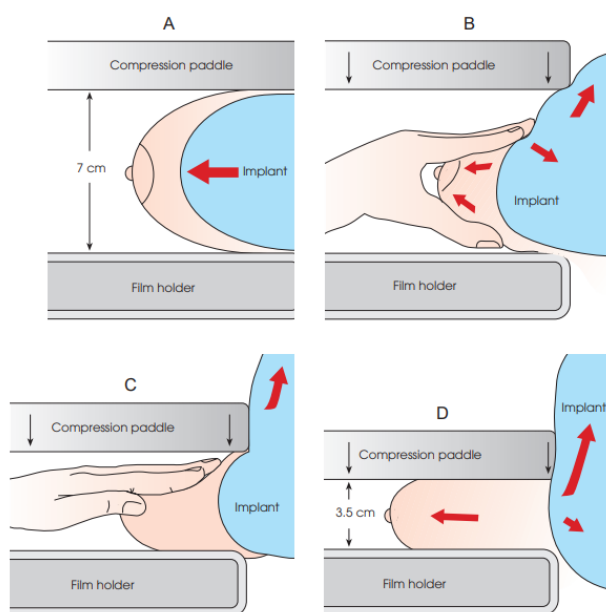 A
Compression paddle
7 cm
Implant
Film holder
B
Compression paddle
Implant
Film holder
C
Compression paddle
Implant
Film holder
D
Implant
Compression paddle
3.5 cm
Film holder